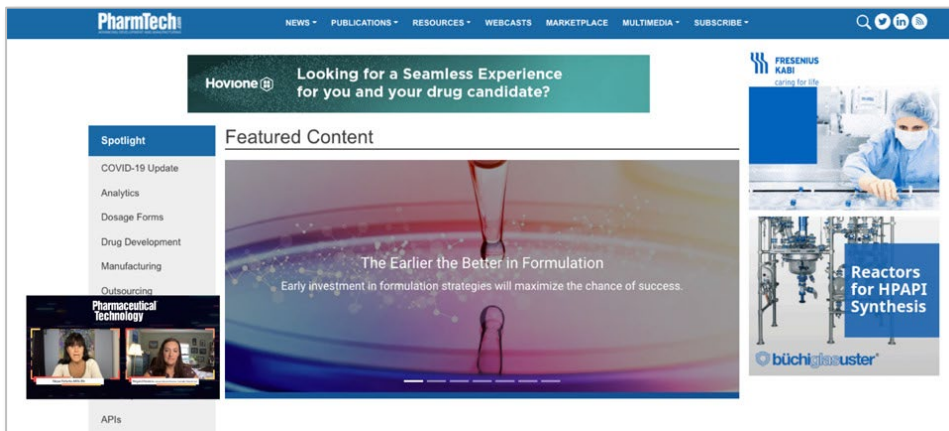 PharmTech
NEWS PUBLICATIONS RESOURCES WEBCASTS MARKETPLACE MULTIMEDIA SUBSCRIBE
Hovione
Looking for a Seamless Experience
for you and your drug candidate?
FRESENIUS
KABI
caring for life
Spotlight
COVID-19 Update
Analytics
Dosage Forms
Drug Development
Manufacturing
Outsourcing
Pharmaceutical
Technology
APIs
Featured Content
The Earlier the Better in Formulation
Early investment in formulation strategies will maximize the chance of success.
Reactors
for HPAPI
Synthesis
büchiglasuster